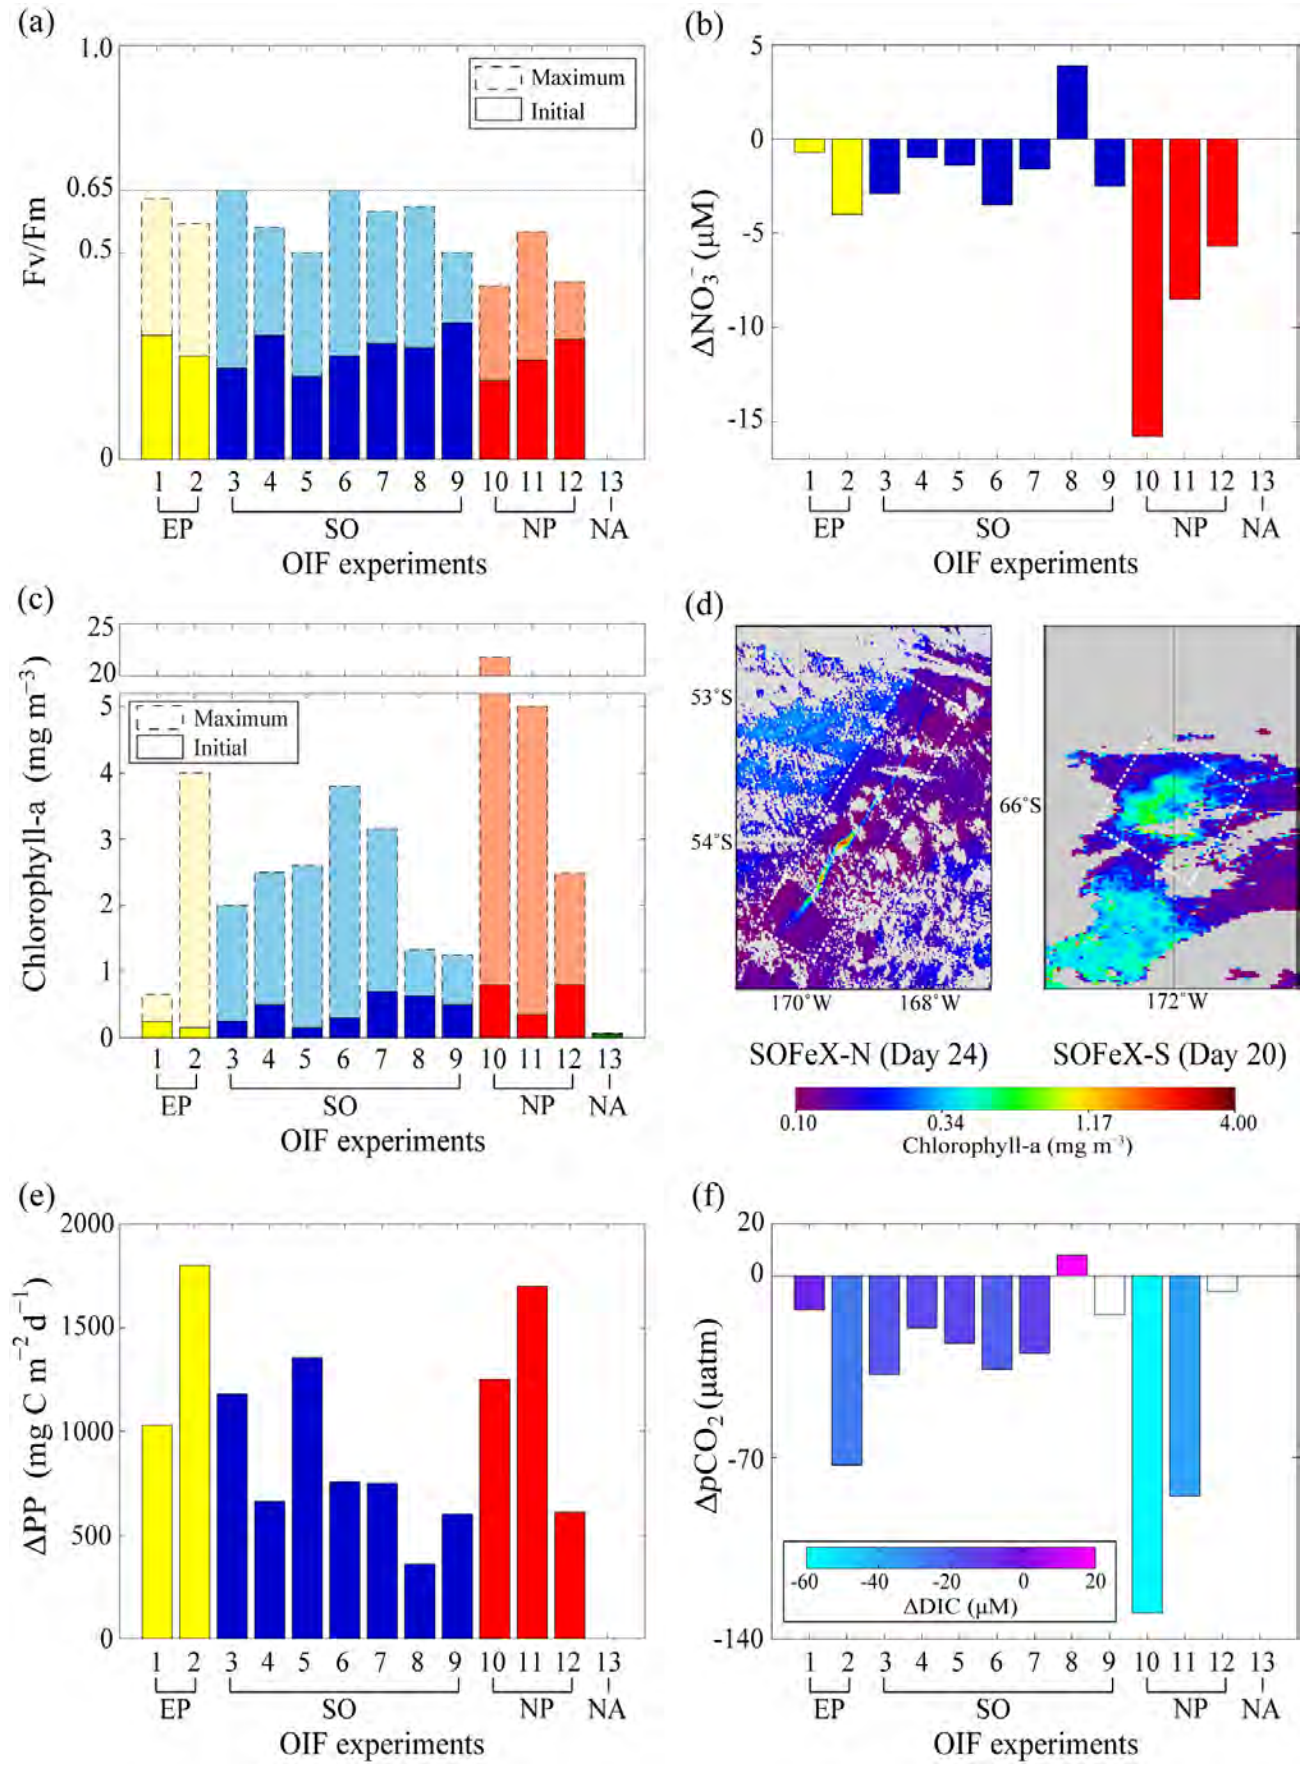 (a)
1.0
0.65
0.5
0
Fv/Fm
Maximum
Initial
1 2 3 4 5 6 7 8 9 10 11 12 13
EP SO NP NA
OIF experiments
(b)
5
0
-5
-10
-15
ΔNO₃⁻ (μM)
1 2 3 4 5 6 7 8 9 10 11 12 13
EP SO NP NA
OIF experiments
(c)
25
20
5
4
3
2
1
0
Chlorophyll-a (mg m⁻³)
Maximum
Initial
1 2 3 4 5 6 7 8 9 10 11 12 13
EP SO NP NA
OIF experiments
(d)
53°S
54°S
66°S
170°W 168°W 172°W
SOFeX-N (Day 24) SOFeX-S (Day 20)
0.10 0.34 1.17 4.00
Chlorophyll-a (mg m⁻³)
(e)
2000
1500
1000
500
0
ΔPP (mg C m⁻² d⁻¹)
1 2 3 4 5 6 7 8 9 10 11 12 13
EP SO NP NA
OIF experiments
(f)
20
0
-70
-140
ΔpCO₂ (μatm)
-60 -40 -20 0 20
ΔDIC (μM)
1 2 3 4 5 6 7 8 9 10 11 12 13
EP SO NP NA
OIF experiments